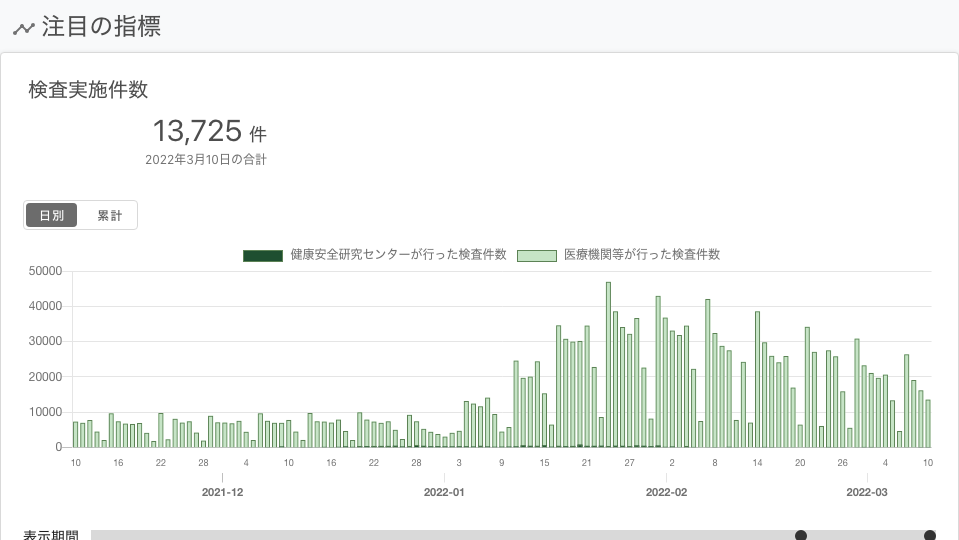 注目の指標
検査実施件数
13,725 件
2022年3月10日の合計
日別 累計
健康安全研究センターが行った検査件数 医療機関等が行った検査件数
50000
40000
30000
20000
10000
0
10 16 22 28 4 10 16 22 28 3 9 15 21 27 2 8 14 20 26 4 10
2021-12 2022-01 2022-02 2022-03
表示期間